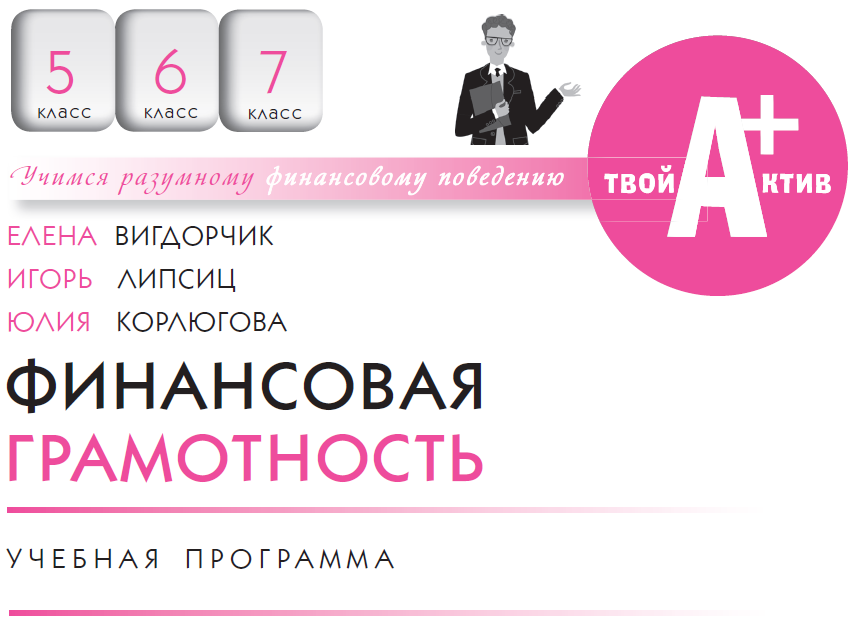 5 6 7
класс класс класс
Учимся разумному финансовому поведению
ТВОЙ А+КТИВ
ЕЛЕНА ВИГДОРЧИК
ИГОРЬ ЛИПСИЦ
ЮЛИЯ КОРЛЮГОВА
ФИНАНСОВАЯ
ГРАМОТНОСТЬ
УЧЕБНАЯ ПРОГРАММА